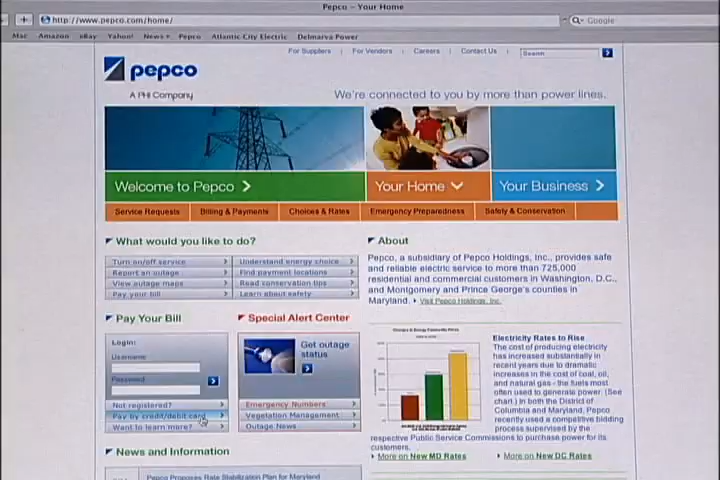 Pepco – Your Home
http://www.pepco.com/home/
Google
Mac Amazon eBay Yahoo! News Pepco Atlantic City Electric Delmarva Power
For Suppliers | For Vendors | Careers | Contact Us
Search
pepco
A PHI Company
We're connected to you by more than power lines.
Welcome to Pepco
Your Home
Your Business
Service Requests
Billing & Payments
Choices & Rates
Emergency Preparedness
Safety & Conservation
What would you like to do?
Turn on/off service
Understand energy choice
Report an outage
Find payment locations
View outage maps
Read conservation tips
Pay your bill
Learn about safety
About
Pepco, a subsidiary of Pepco Holdings, Inc., provides safe
and reliable electric service to more than 725,000
residential and commercial customers in Washington, D.C.,
and Montgomery and Prince George's counties in
Maryland. Visit Pepco Holdings, Inc.
Pay Your Bill
Login:
Username
Password
Not registered?
Pay by credit/debit card
Want to learn more?
Special Alert Center
Get outage
status
Emergency Numbers
Vegetation Management
Outage News
Electricity Rates to Rise
The cost of producing electricity
has increased substantially in
recent years due to dramatic
increases in the cost of coal, oil,
and natural gas - the fuels most
often used to generate power. (See
chart.) In both the District of
Columbia and Maryland, Pepco
recently used a competitive bidding
process supervised by the
respective Public Service Commissions to purchase power for its
customers.
More on New MD Rates
More on New DC Rates
News and Information
Pepco Proposes Rate Stabilization Plan for Maryland